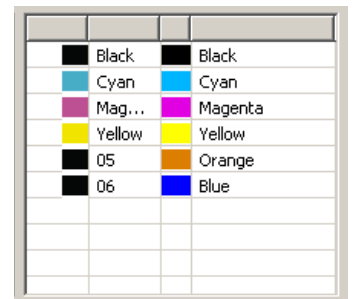 Black Black
Cyan Cyan
Mag... Magenta
Yellow Yellow
05 Orange
06 Blue